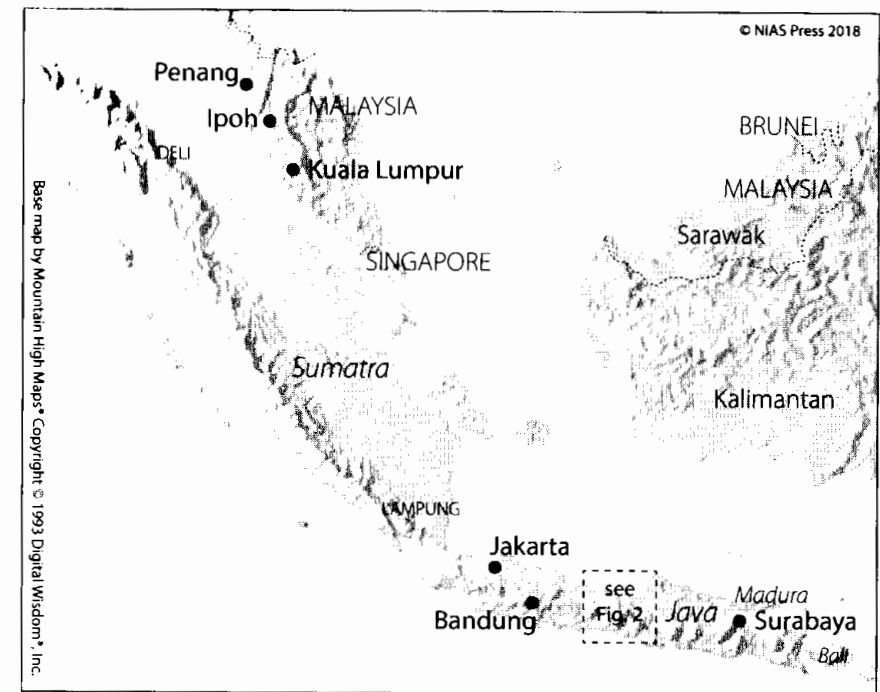 © NIAS Press 2018
Penang
Ipoh
MALAYSIA
BRUNEI
DELI
Kuala Lumpur
MALAYSIA
Sarawak
SINGAPORE
Sumatra
Kalimantan
LAMPUNG
Jakarta
see
Fig. 2
Bandung
Java
Madura
Surabaya
Bali
Base map by Mountain High Maps® Copyright © 1993 Digital Wisdom®, Inc.